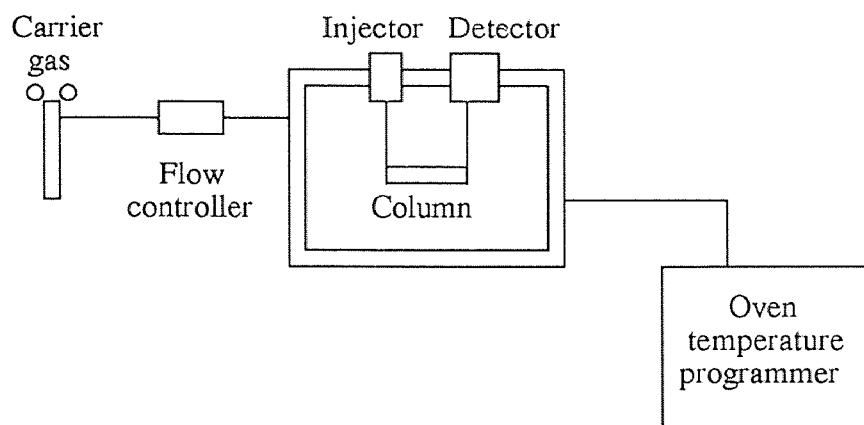 Carrier
gas
Injector
Detector
Flow
controller
Column
Oven
temperature
programmer